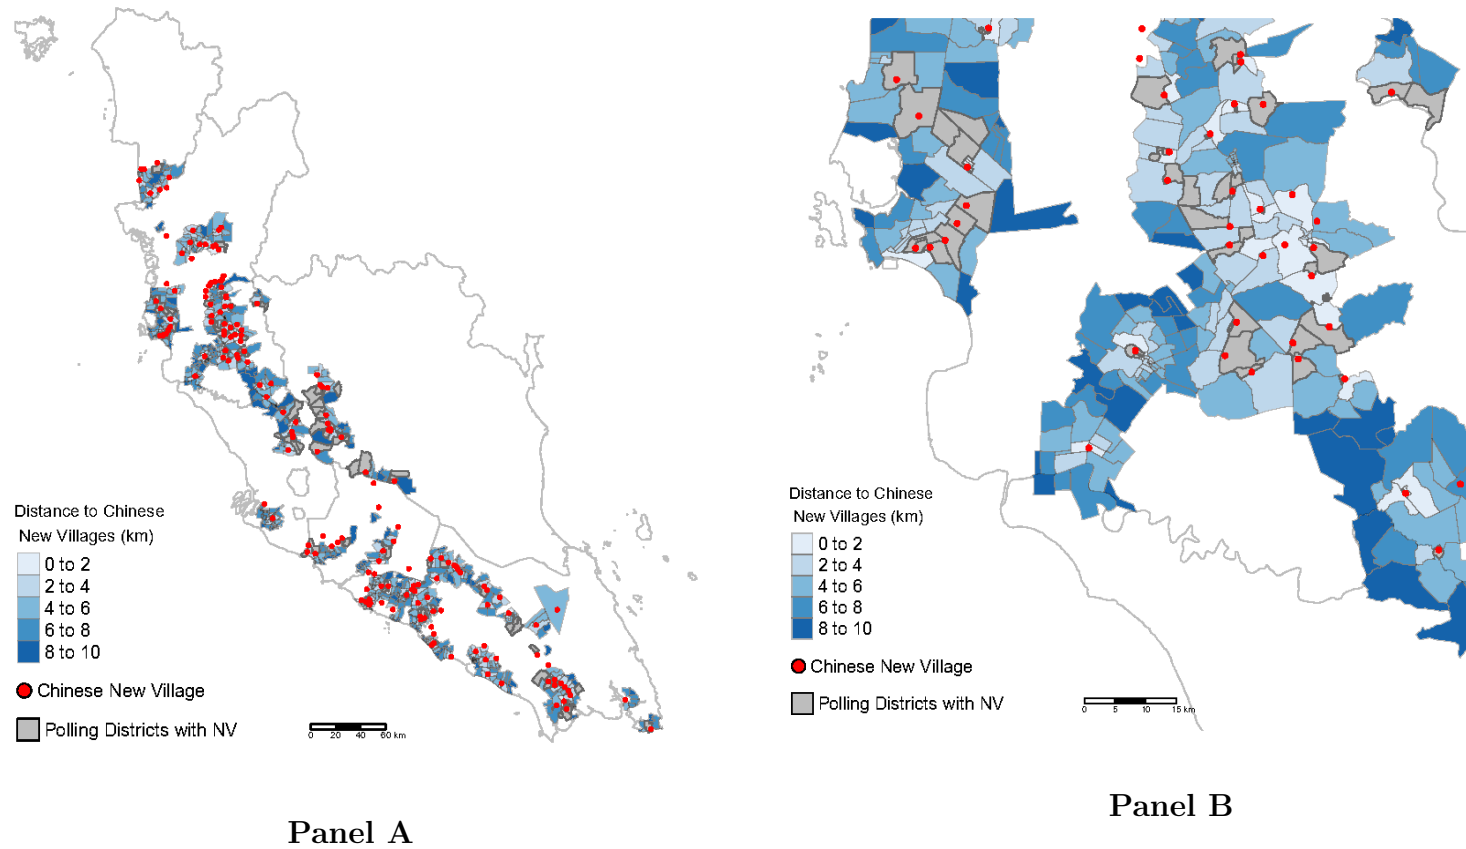 Distance to Chinese
New Villages (km)
0 to 2
2 to 4
4 to 6
6 to 8
8 to 10
Chinese New Village
Polling Districts with NV
0 20 40 60 km
Panel A
Distance to Chinese
New Villages (km)
0 to 2
2 to 4
4 to 6
6 to 8
8 to 10
Chinese New Village
Polling Districts with NV
0 5 10 15 km
Panel B